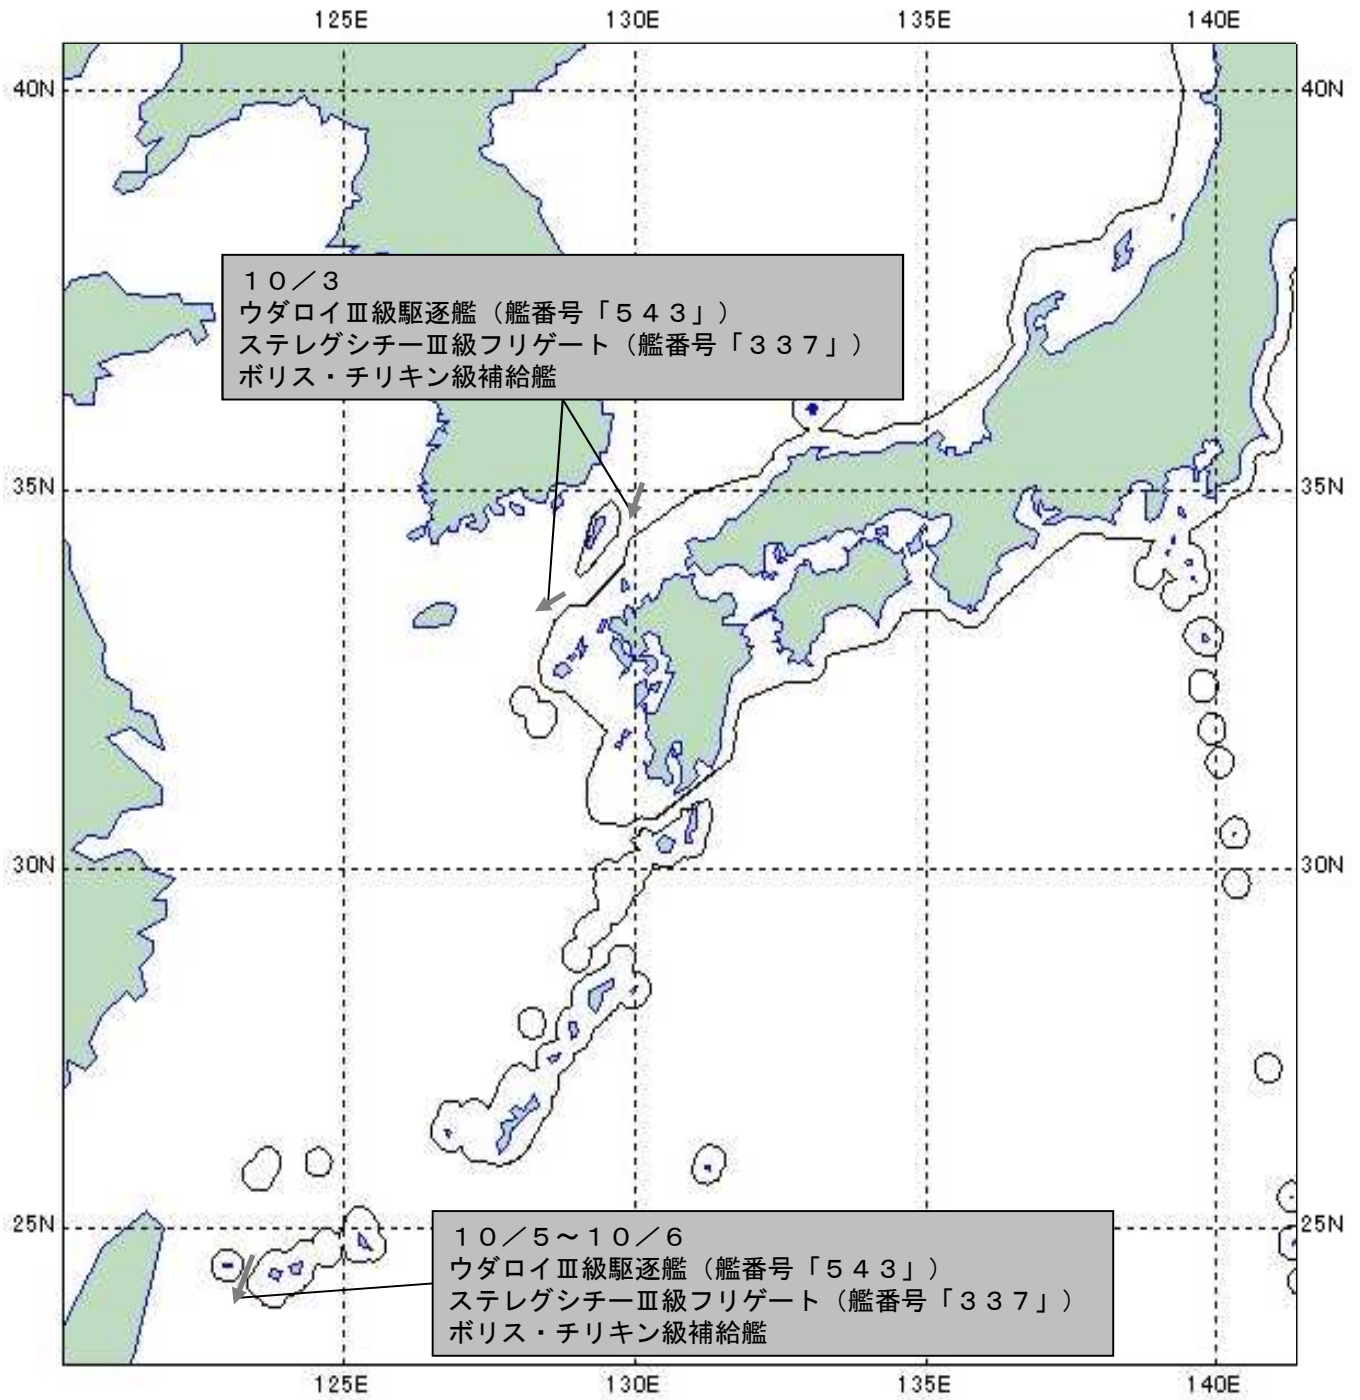 125E 130E 135E 140E
40N 40N
１０／３
ウダロイⅢ級駆逐艦（艦番号「５４３」）
ステレグシチーⅢ級フリゲート（艦番号「３３７」）
ボリス・チリキン級補給艦
35N 35N
30N 30N
25N 25N
１０／５～１０／６
ウダロイⅢ級駆逐艦（艦番号「５４３」）
ステレグシチーⅢ級フリゲート（艦番号「３３７」）
ボリス・チリキン級補給艦
125E 130E 135E 140E